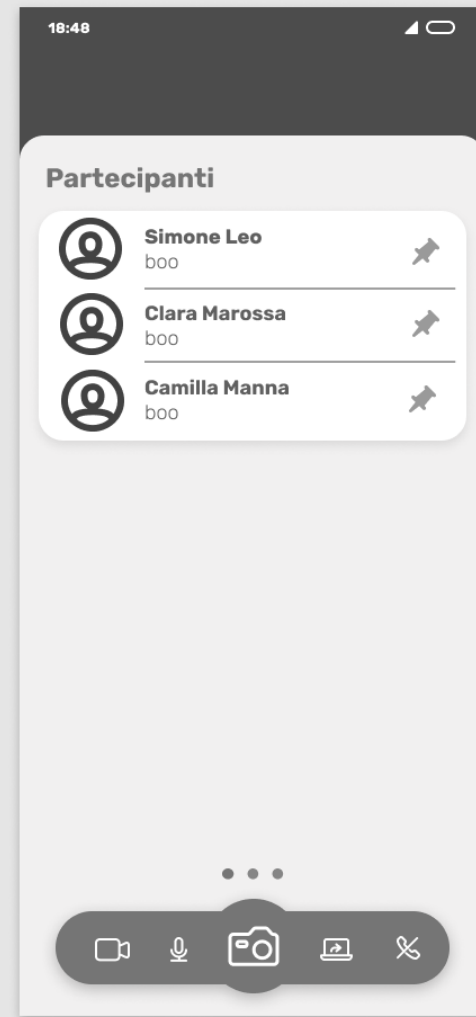 18:48
Partecipanti
Simone Leo
boo
Clara Marossa
boo
Camilla Manna
boo